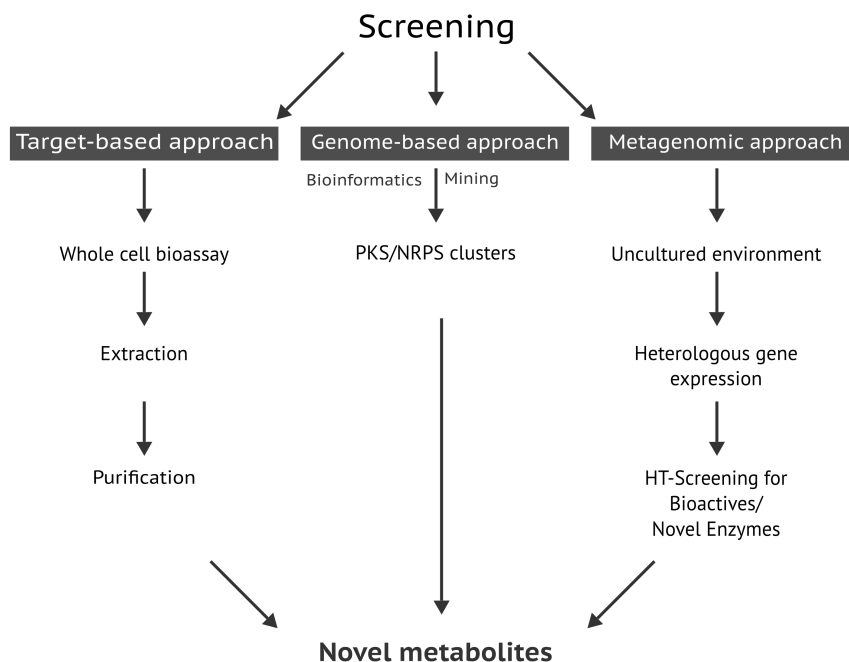 Screening
Target-based approach
Genome-based approach
Metagenomic approach
Bioinformatics
Mining
Whole cell bioassay
PKS/NRPS clusters
Uncultured environment
Extraction
Heterologous gene
expression
Purification
HT-Screening for
Bioactives/
Novel Enzymes
Novel metabolites